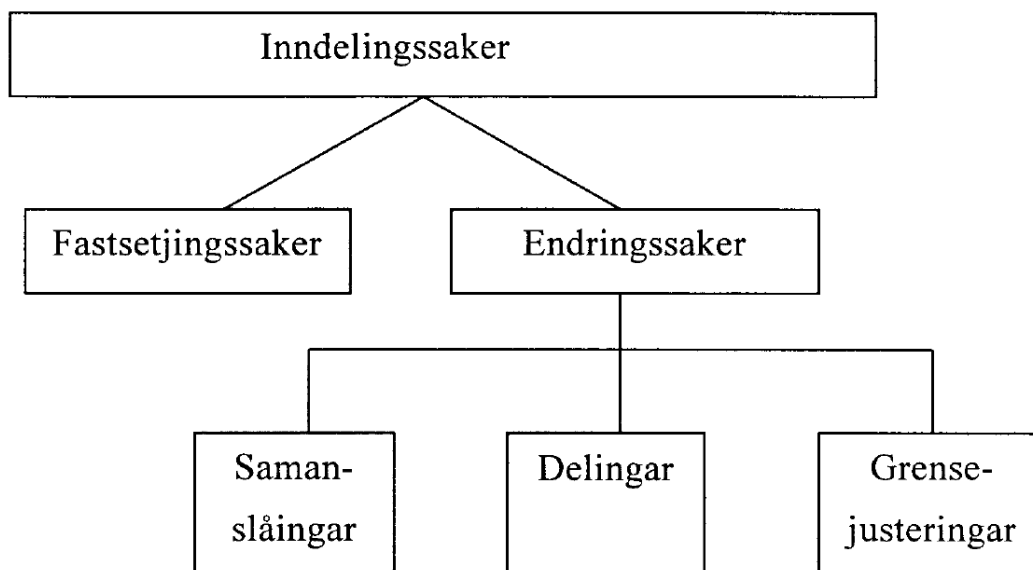 Inndelingssaker
Fastsetjingssaker
Endringssaker
Saman-
slåingar
Delingar
Grense-
justeringar